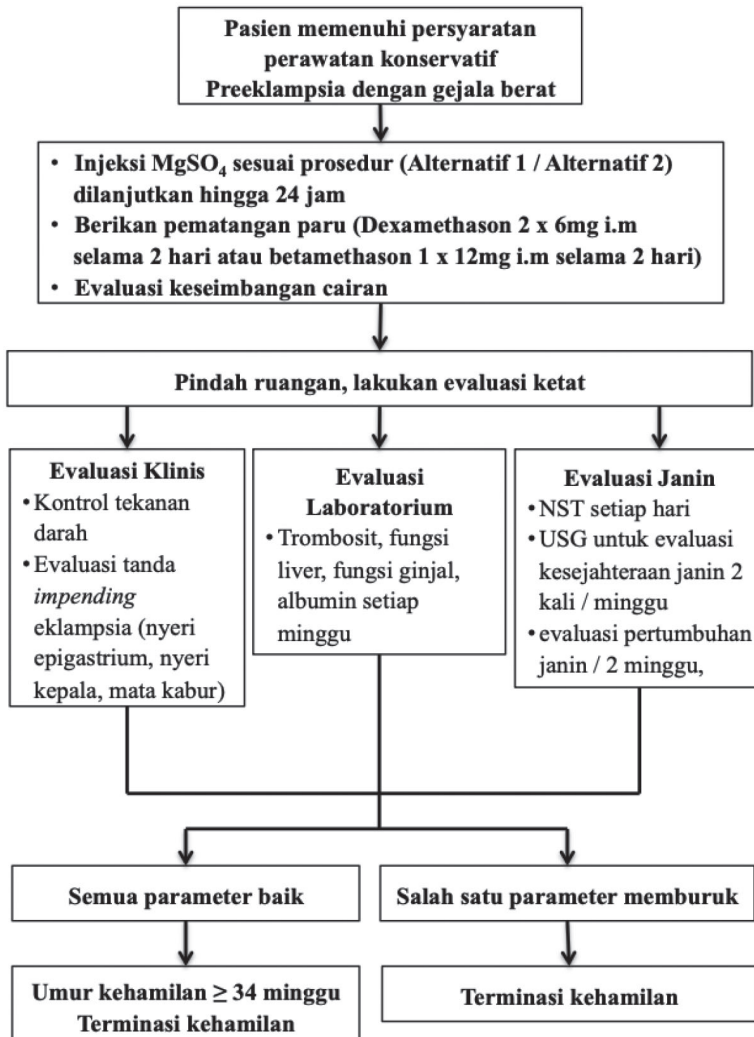 Pasien memenuhi persyaratan
perawatan konservatif
Preeklampsia dengan gejala berat
• Injeksi MgSO₄ sesuai prosedur (Alternatif 1 / Alternatif 2)
dilanjutkan hingga 24 jam
• Berikan pematangan paru (Dexamethason 2 x 6mg i.m
selama 2 hari atau betamethason 1 x 12mg i.m selama 2 hari)
• Evaluasi keseimbangan cairan
Pindah ruangan, lakukan evaluasi ketat
Evaluasi Klinis
• Kontrol tekanan
darah
• Evaluasi tanda
impending
eklampsia (nyeri
epigastrium, nyeri
kepala, mata kabur)
Evaluasi
Laboratorium
• Trombosit, fungsi
liver, fungsi ginjal,
albumin setiap
minggu
Evaluasi Janin
• NST setiap hari
• USG untuk evaluasi
kesejahteraan janin 2
kali / minggu
• evaluasi pertumbuhan
janin / 2 minggu,
Semua parameter baik
Salah satu parameter memburuk
Umur kehamilan ≥ 34 minggu
Terminasi kehamilan
Terminasi kehamilan